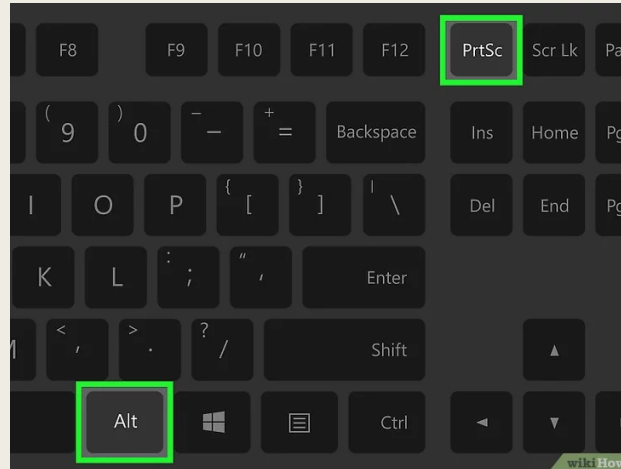 F8 F9 F10 F11 F12 PrtSc Scr Lk
( 9 ) 0 – – + = Backspace Ins Home
I O P { [ } ] | \ Del End
K L : ; “ ‘ Enter
< , > . ? / Shift
Alt Ctrl
wikiHow